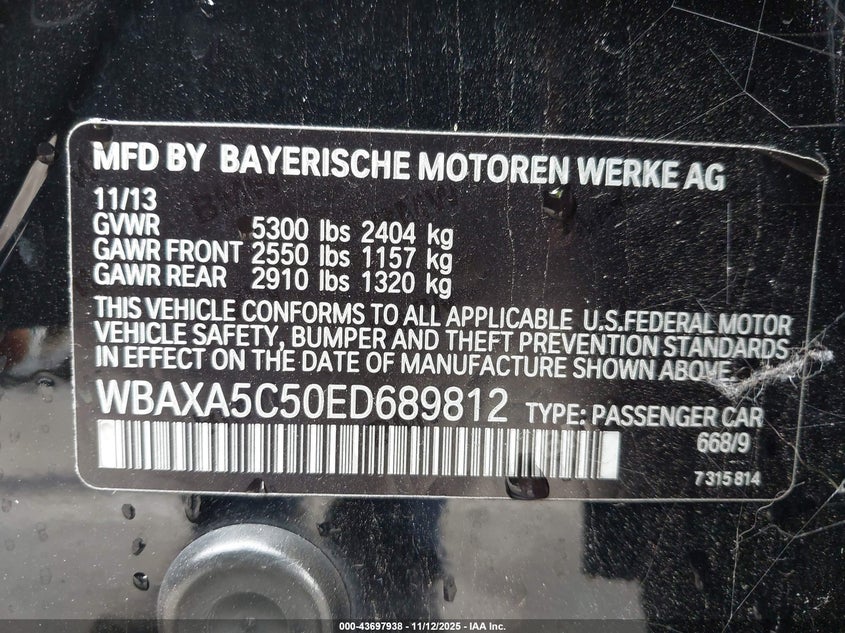 MFD BY BAYERISCHE MOTOREN WERKE AG
11/13
GVWR 5300 lbs 2404 kg
GAWR FRONT 2550 lbs 1157 kg
GAWR REAR 2910 lbs 1320 kg
THIS VEHICLE CONFORMS TO ALL APPLICABLE U.S.FEDERAL MOTOR
VEHICLE SAFETY, BUMPER AND THEFT PREVENTION STANDARDS
IN EFFECT ON THE DATE OF MANUFACTURE SHOWN ABOVE.
WBAXA5C50ED689812 TYPE: PASSENGER CAR
668/9
7 315 814
000-43697938 - 11/12/2025 - IAA Inc.